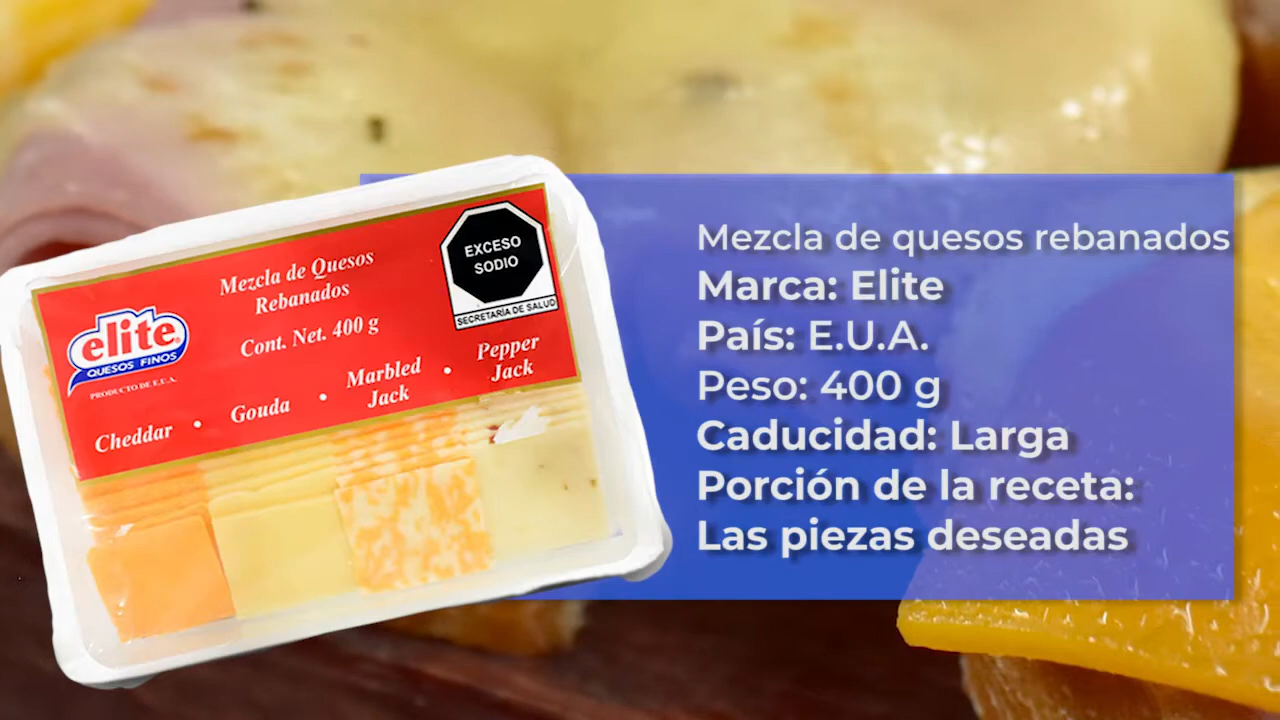 Mezcla de Quesos
Rebanados
Cont. Net. 400 g
EXCESO
SODIO
SECRETARÍA DE SALUD
elite
QUESOS FINOS
PRODUCTO DE E.U.A.
Cheddar • Gouda • Marbled Jack • Pepper Jack
Mezcla de quesos rebanados
Marca: Elite
País: E.U.A.
Peso: 400 g
Caducidad: Larga
Porción de la receta:
Las piezas deseadas